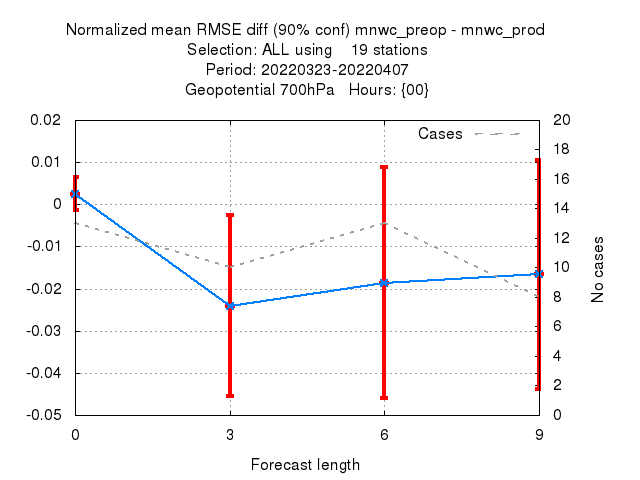 Normalized mean RMSE diff (90% conf) mnwc_preop - mnwc_prod
Selection: ALL using    19 stations
Period: 20220323-20220407
Geopotential 700hPa   Hours: {00}
Cases
0.02
0.01
0
-0.01
-0.02
-0.03
-0.04
-0.05
20
18
16
14
12
10
8
6
4
2
0
No cases
0 3 6 9
Forecast length